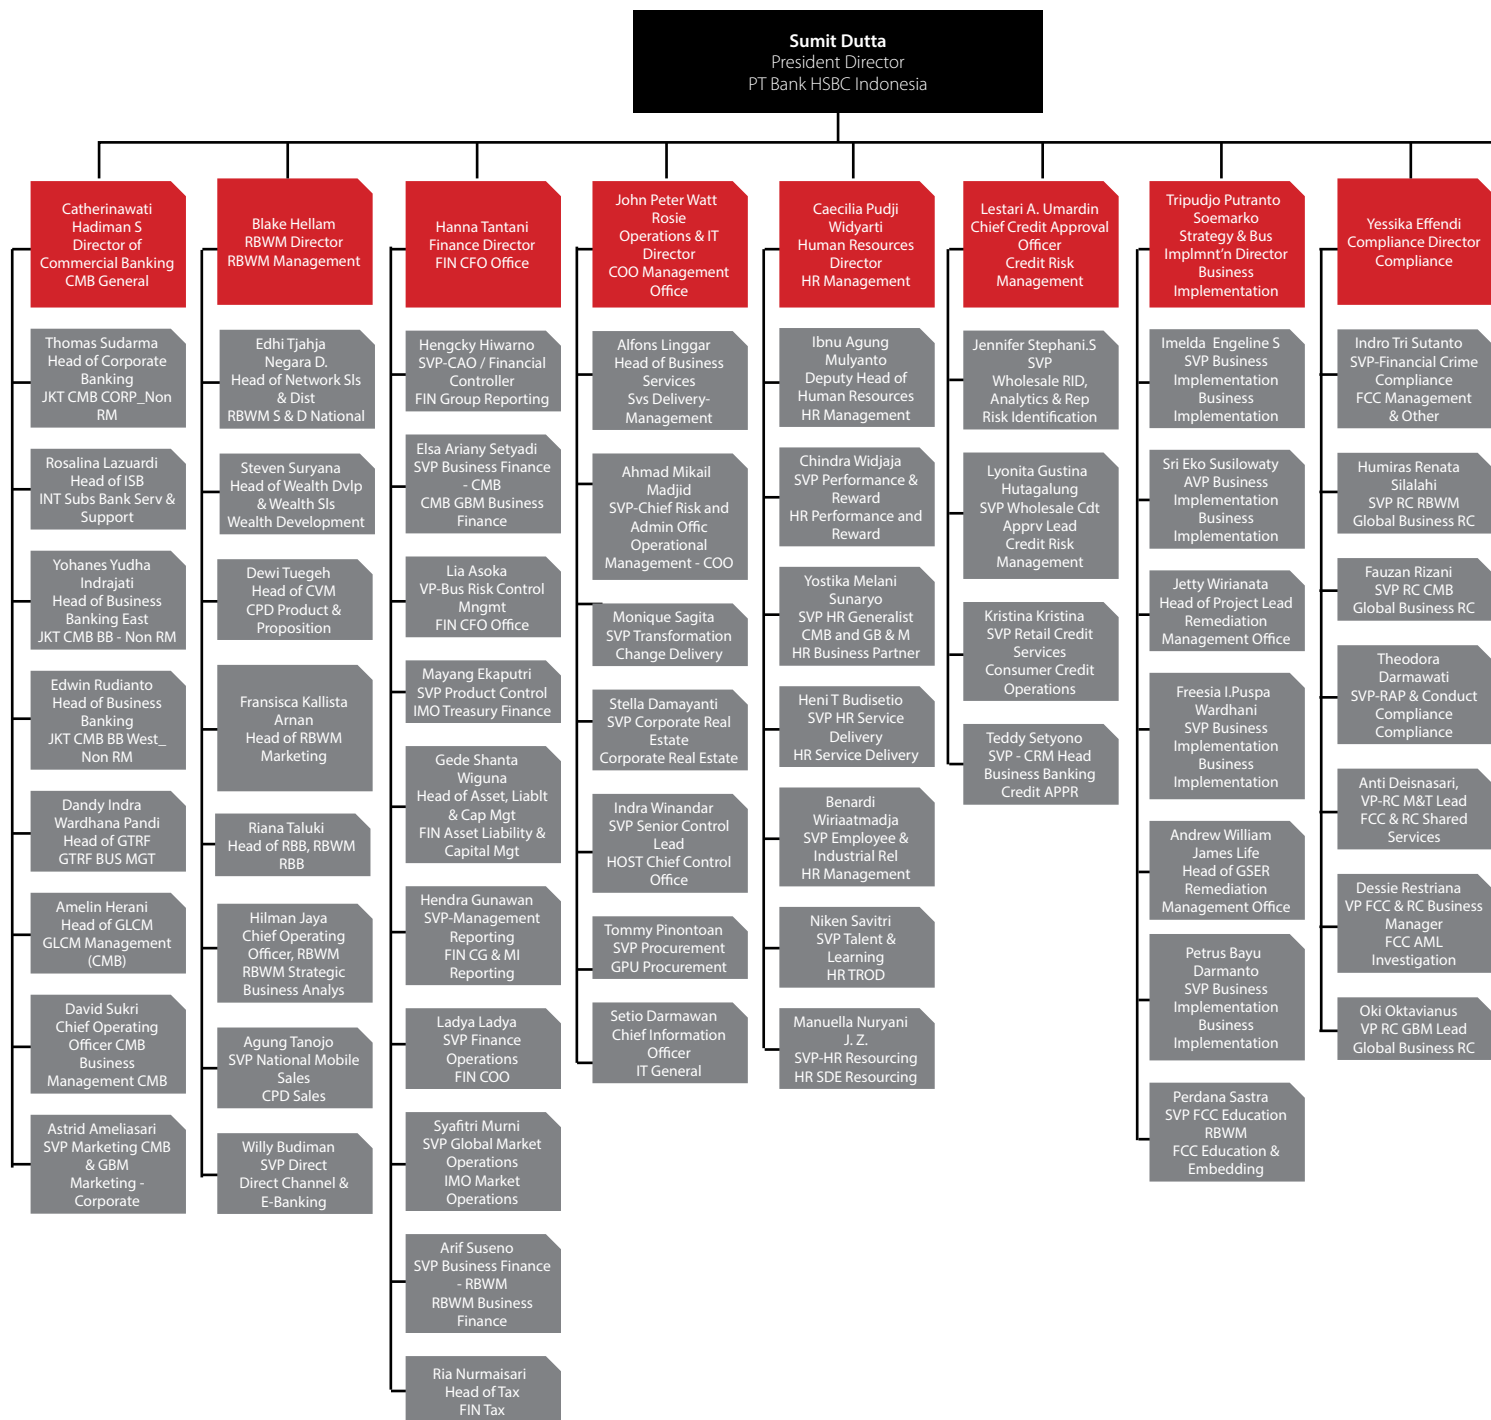 Sumit Dutta
President Director
PT Bank HSBC Indonesia
Catherinawati
Hadiman S
Director of
Commercial Banking
CMB General
Thomas Sudarma
Head of Corporate
Banking
JKT CMB CORP_Non
RM
Rosalina Lazuardi
Head of ISB
INT Subs Bank Serv &
Support
Yohanes Yudha
Indrajati
Head of Business
Banking East
JKT CMB BB - Non RM
Edwin Rudianto
Head of Business
Banking
JKT CMB BB West_
Non RM
Dandy Indra
Wardhana Pandi
Head of GTRF
GTRF BUS MGT
Amelin Herani
Head of GLCM
GLCM Management
(CMB)
David Sukri
Chief Operating
Officer CMB
Business
Management CMB
Astrid Ameliasari
SVP Marketing CMB
& GBM
Marketing -
Corporate
Blake Hellam
RBWM Director
RBWM Management
Edhi Tjahja
Negara D.
Head of Network Sls
& Dist
RBWM S & D National
Steven Suryana
Head of Wealth Dvlp
& Wealth Sls
Wealth Development
Dewi Tuegeh
Head of CVM
CPD Product &
Proposition
Fransisca Kallista
Arnan
Head of RBWM
Marketing
Riana Taluki
Head of RBB, RBWM
RBB
Hilman Jaya
Chief Operating
Officer, RBWM
RBWM Strategic
Business Analys
Agung Tanojo
SVP National Mobile
Sales
CPD Sales
Willy Budiman
SVP Direct
Direct Channel &
E-Banking
Hanna Tantani
Finance Director
FIN CFO Office
Hengcky Hiwarno
SVP-CAO / Financial
Controller
FIN Group Reporting
Elsa Ariany Setyadi
SVP Business Finance
- CMB
CMB GBM Business
Finance
Lia Asoka
VP-Bus Risk Control
Mngmt
FIN CFO Office
Mayang Ekaputri
SVP Product Control
IMO Treasury Finance
Gede Shanta
Wiguna
Head of Asset, Liablt
& Cap Mgt
FIN Asset Liability &
Capital Mgt
Hendra Gunawan
SVP-Management
Reporting
FIN CG & MI
Reporting
Ladya Ladya
SVP Finance
Operations
FIN COO
Syafitri Murni
SVP Global Market
Operations
IMO Market
Operations
Arif Suseno
SVP Business Finance
- RBWM
RBWM Business
Finance
Ria Nurmaisari
Head of Tax
FIN Tax
John Peter Watt
Rosie
Operations & IT
Director
COO Management
Office
Alfons Linggar
Head of Business
Services
Svs Delivery-
Management
Ahmad Mikail
Madjid
SVP-Chief Risk and
Admin Offic
Operational
Management - COO
Monique Sagita
SVP Transformation
Change Delivery
Stella Damayanti
SVP Corporate Real
Estate
Corporate Real Estate
Indra Winandar
SVP Senior Control
Lead
HOST Chief Control
Office
Tommy Pinontoan
SVP Procurement
GPU Procurement
Setio Darmawan
Chief Information
Officer
IT General
Caecilia Pudji
Widyarti
Human Resources
Director
HR Management
Ibnu Agung
Mulyanto
Deputy Head of
Human Resources
HR Management
Chindra Widjaja
SVP Performance &
Reward
HR Performance and
Reward
Yostika Melani
Sunaryo
SVP HR Generalist
CMB and GB & M
HR Business Partner
Heni T Budisetio
SVP HR Service
Delivery
HR Service Delivery
Benardi
Wiriaatmadja
SVP Employee &
Industrial Rel
HR Management
Niken Savitri
SVP Talent &
Learning
HR TROD
Manuella Nuryani
J. Z.
SVP-HR Resourcing
HR SDE Resourcing
Lestari A. Umardin
Chief Credit Approval
Officer
Credit Risk
Management
Jennifer Stephani.S
SVP
Wholesale RID,
Analytics & Rep
Risk Identification
Lyonita Gustina
Hutagalung
SVP Wholesale Cdt
Apprv Lead
Credit Risk
Management
Kristina Kristina
SVP Retail Credit
Services
Consumer Credit
Operations
Teddy Setyono
SVP - CRM Head
Business Banking
Credit APPR
Tripudjo Putranto
Soemarko
Strategy & Bus
Implmnt'n Director
Business
Implementation
Imelda Engeline S
SVP Business
Implementation
Business
Implementation
Sri Eko Susilowaty
AVP Business
Implementation
Business
Implementation
Jetty Wirianata
Head of Project Lead
Remediation
Management Office
Freesia I.Puspa
Wardhani
SVP Business
Implementation
Business
Implementation
Andrew William
James Life
Head of GSER
Remediation
Management Office
Petrus Bayu
Darmanto
SVP Business
Implementation
Business
Implementation
Perdana Sastra
SVP FCC Education
RBWM
FCC Education &
Embedding
Yessika Effendi
Compliance Director
Compliance
Indro Tri Sutanto
SVP-Financial Crime
Compliance
FCC Management
& Other
Humiras Renata
Silalahi
SVP RC RBWM
Global Business RC
Fauzan Rizani
SVP RC CMB
Global Business RC
Theodora
Darmawati
SVP-RAP & Conduct
Compliance
Compliance
Anti Deisnasari,
VP-RC M&T Lead
FCC & RC Shared
Services
Dessie Restriana
VP FCC & RC Business
Manager
FCC AML
Investigation
Oki Oktavianus
VP RC GBM Lead
Global Business RC